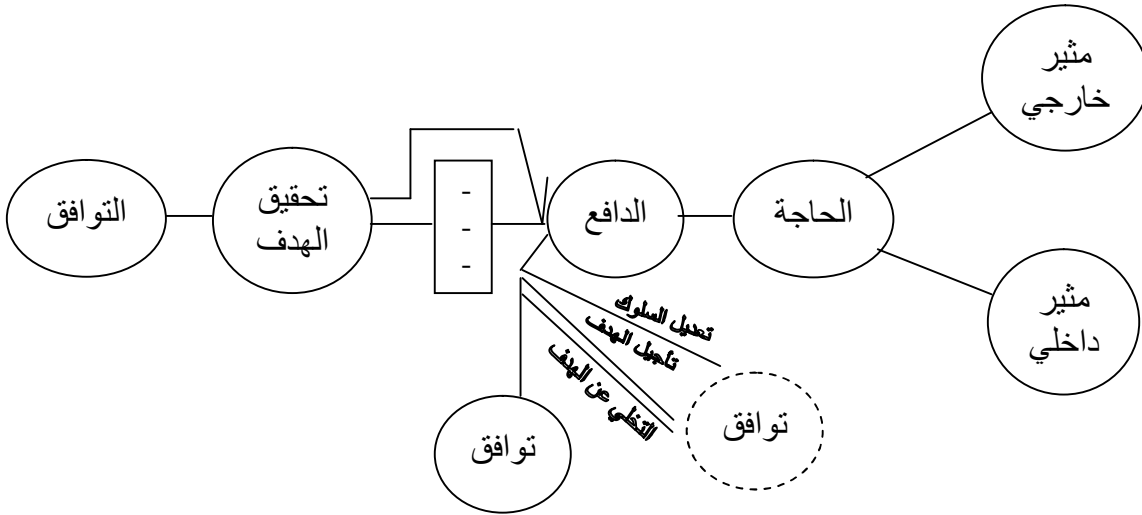 مثير
خارجي
التوافق
تحقيق
الهدف
-
-
-
الدافع
الحاجة
مثير
داخلي
تعديل السلوك
تأجيل الهدف
التخلي عن الهدف
توافق
توافق